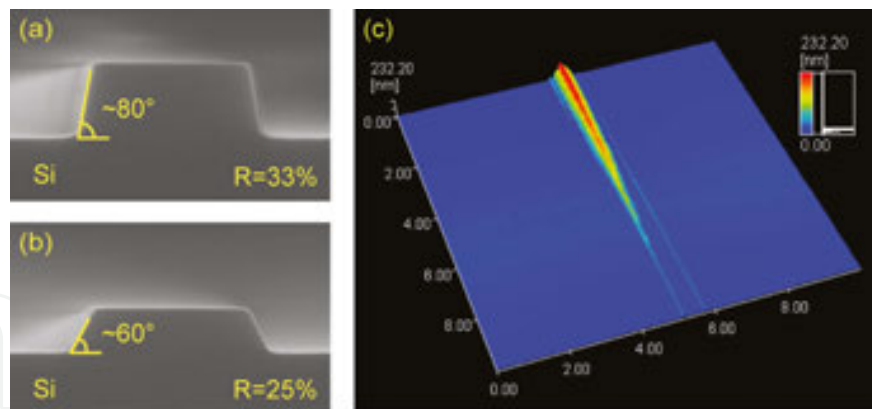 (a)
~80°
Si
R=33%
(b)
~60°
Si
R=25%
(c)
232.20
[nm]
0.00
2.00
4.00
6.00
8.00
0.00
2.00
4.00
6.00
8.00
232.20
[nm]
0.00